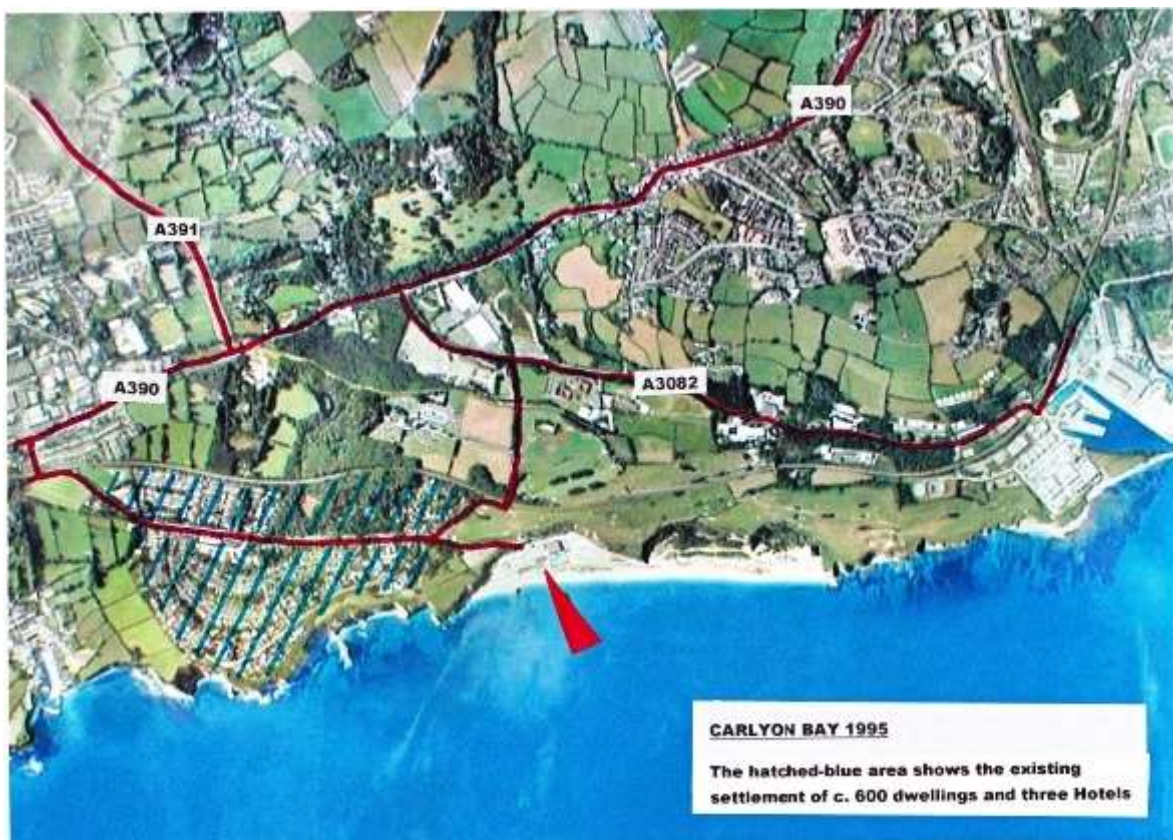 A390
A391
A390
A3082
CARLYON BAY 1995
The hatched-blue area shows the existing
settlement of c. 600 dwellings and three Hotels